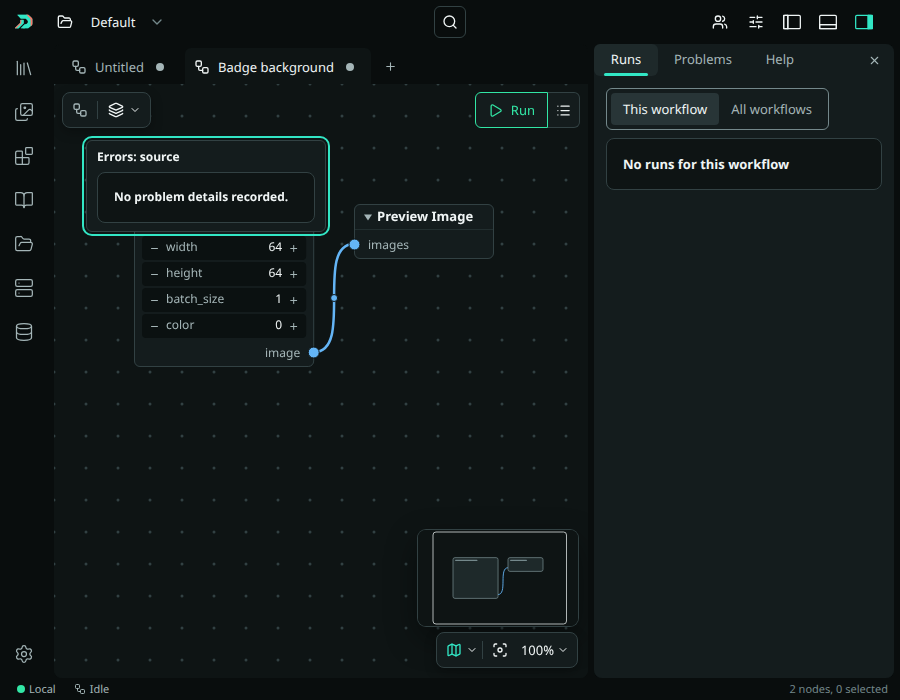 Default
Untitled
Badge background
Run
Errors: source
No problem details recorded.
width 64
height 64
batch_size 1
color 0
image
Preview Image
images
100%
Runs Problems Help
This workflow All workflows
No runs for this workflow
Local Idle
2 nodes, 0 selected